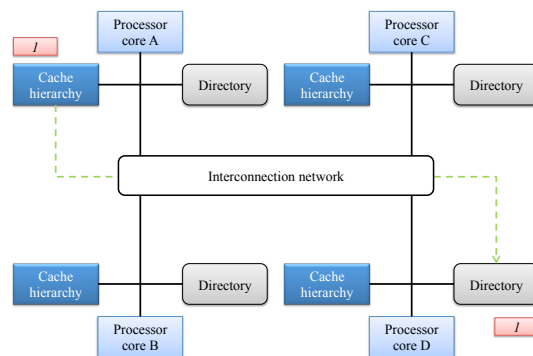 Processor
core A
Processor
core C
I
Cache
hierarchy
Directory
Cache
hierarchy
Directory
Interconnection network
Cache
hierarchy
Directory
Cache
hierarchy
Directory
Processor
core B
Processor
core D
I